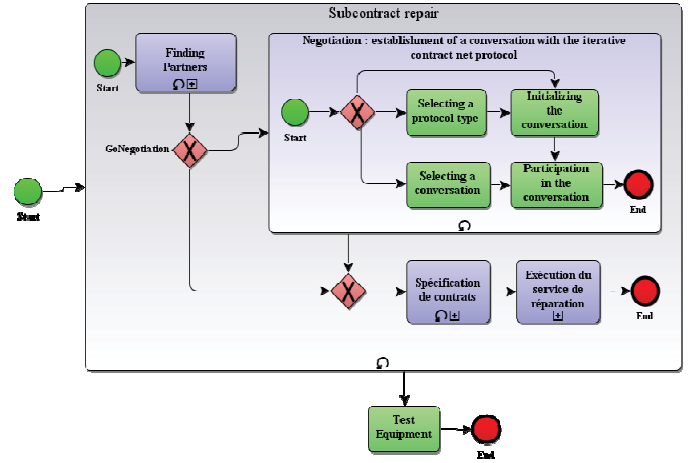 Subcontract repair
Finding
Partners
Start
GoNegotiation
Negotiation : establishment of a conversation with the iterative
contract net protocol
Start
Selecting a
protocol type
Initializing
the
conversation
Selecting a
conversation
Participation
in the
conversation
End
Start
Spécification
de contrats
Exécution du
service de
réparation
End
Test
Equipment
End